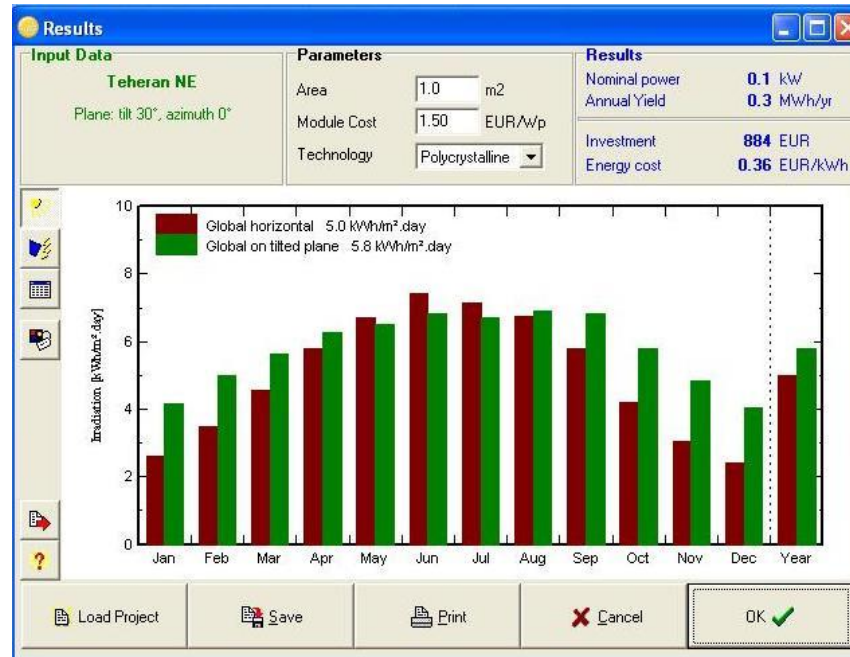 Results
Input Data
Teheran NE
Plane: tilt 30°, azimuth 0°
Parameters
Area 1.0 m2
Module Cost 1.50 EUR/Wp
Technology Polycrystalline
Results
Nominal power 0.1 kW
Annual Yield 0.3 MWh/yr
Investment 884 EUR
Energy cost 0.36 EUR/kWh
Global horizontal 5.0 kWh/m².day
Global on tilted plane 5.8 kWh/m².day
Irradiation [kWh/m².day]
10
8
6
4
2
0
Jan Feb Mar Apr May Jun Jul Aug Sep Oct Nov Dec Year
?
Load Project Save Print Cancel OK